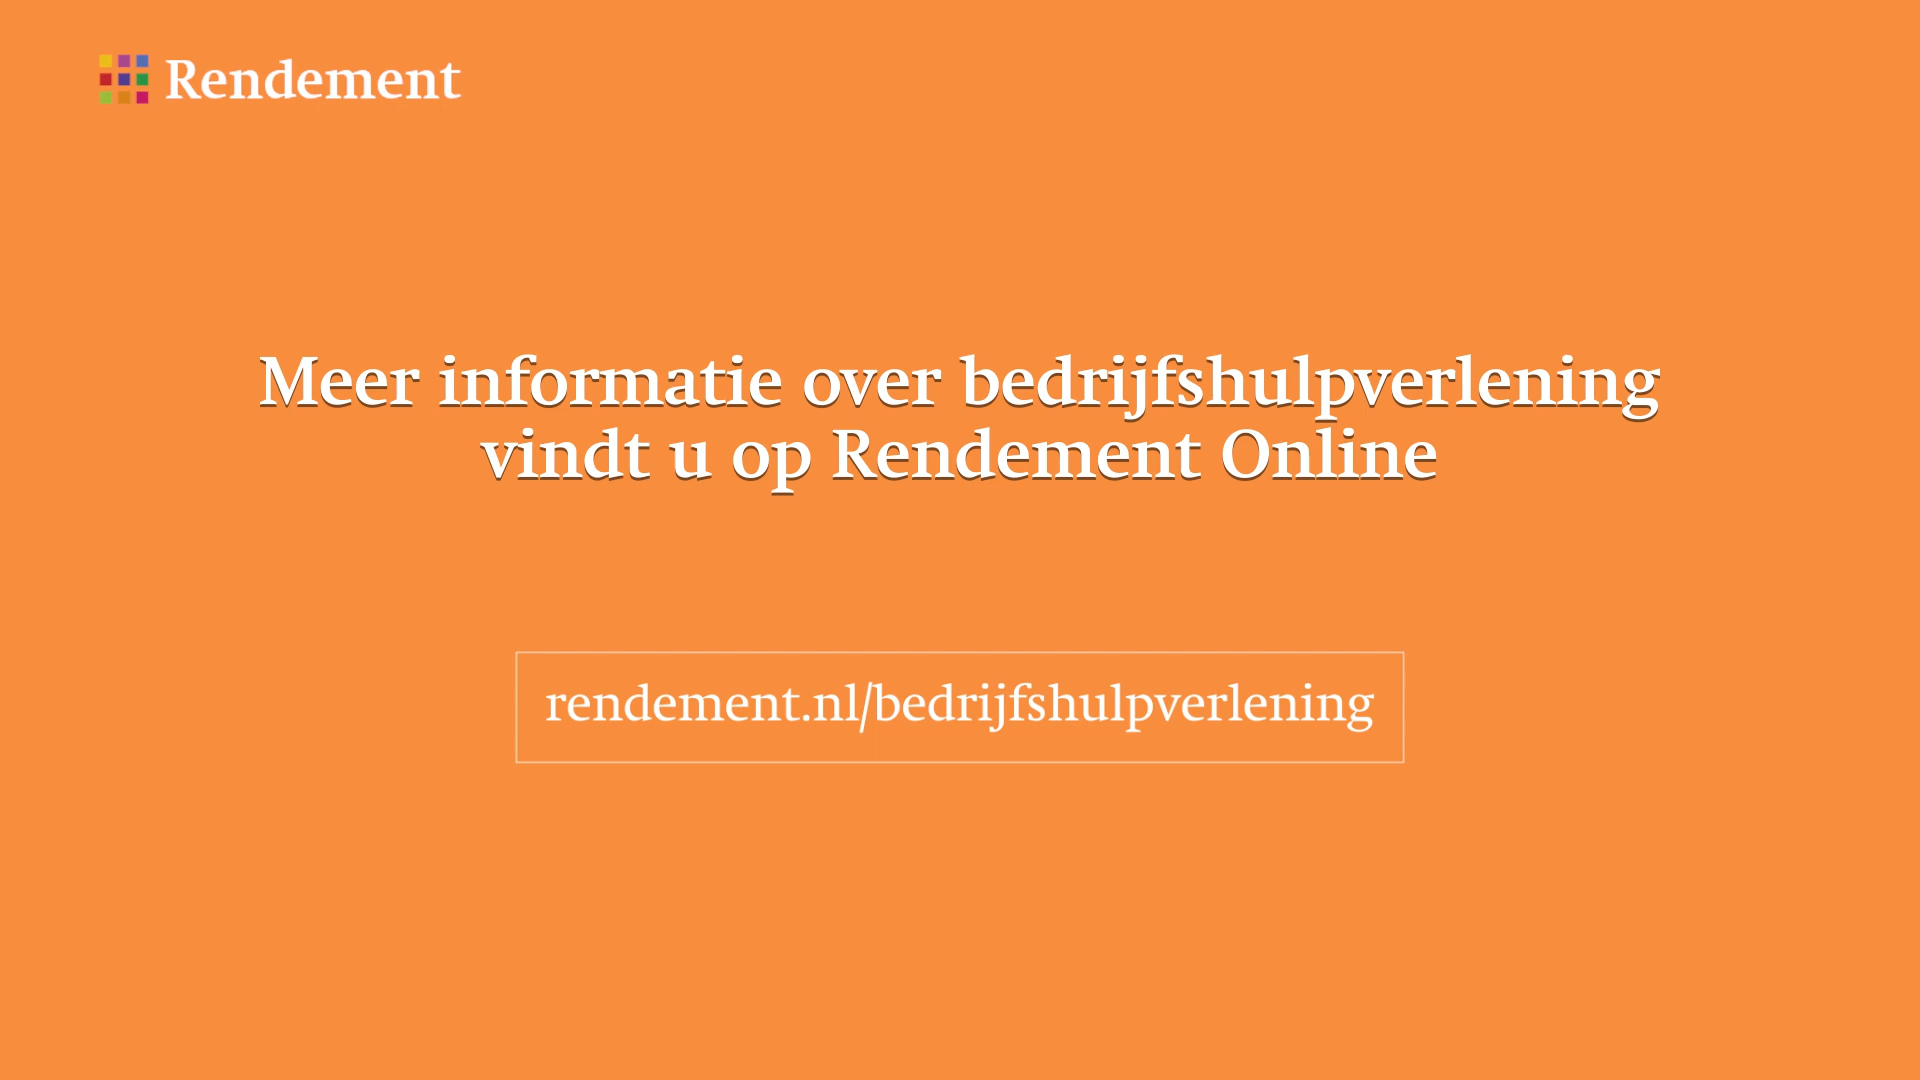 Rendement
Meer informatie over bedrijfshulpverlening
vindt u op Rendement Online
rendement.nl/bedrijfshulpverlening